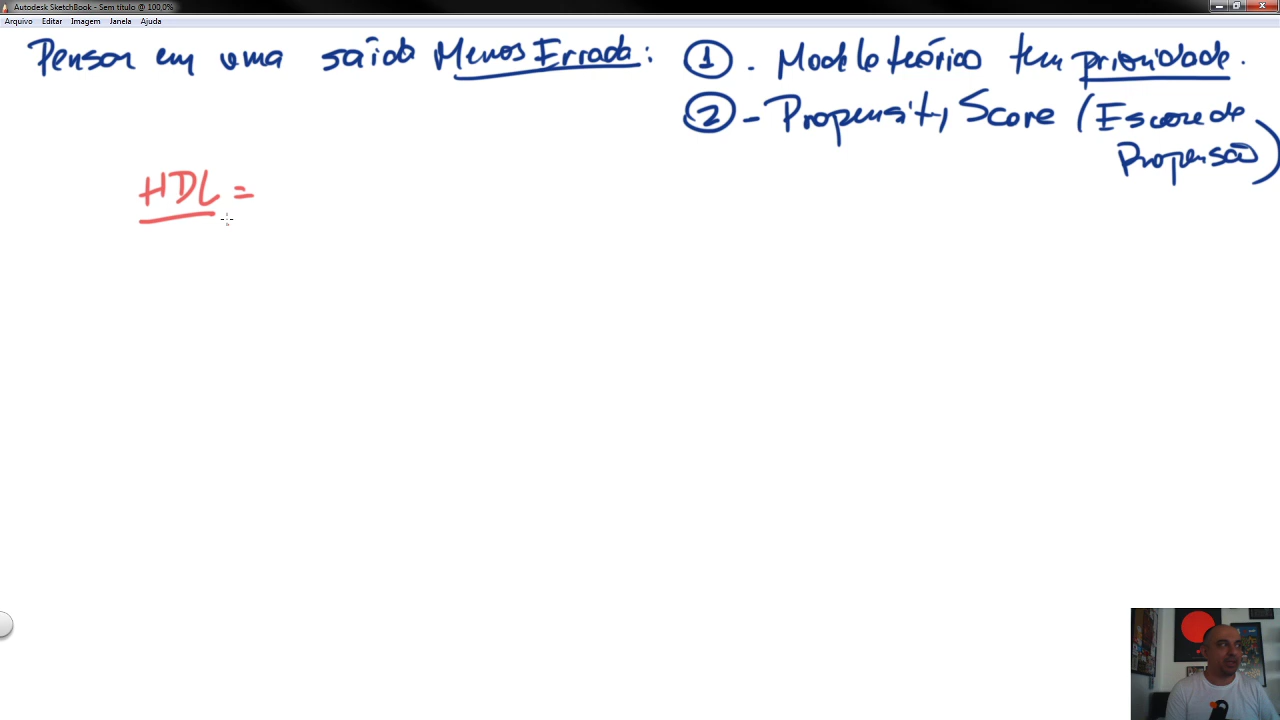 Autodesk SketchBook - Sem título @ 100,0%
Arquivo Editar Imagem Janela Ajuda
Pensar em uma saída Menos Errada: ① . Modelo teórico tem prioridade.
② - Propensity Score (Escore de
Propensão)
HDL =